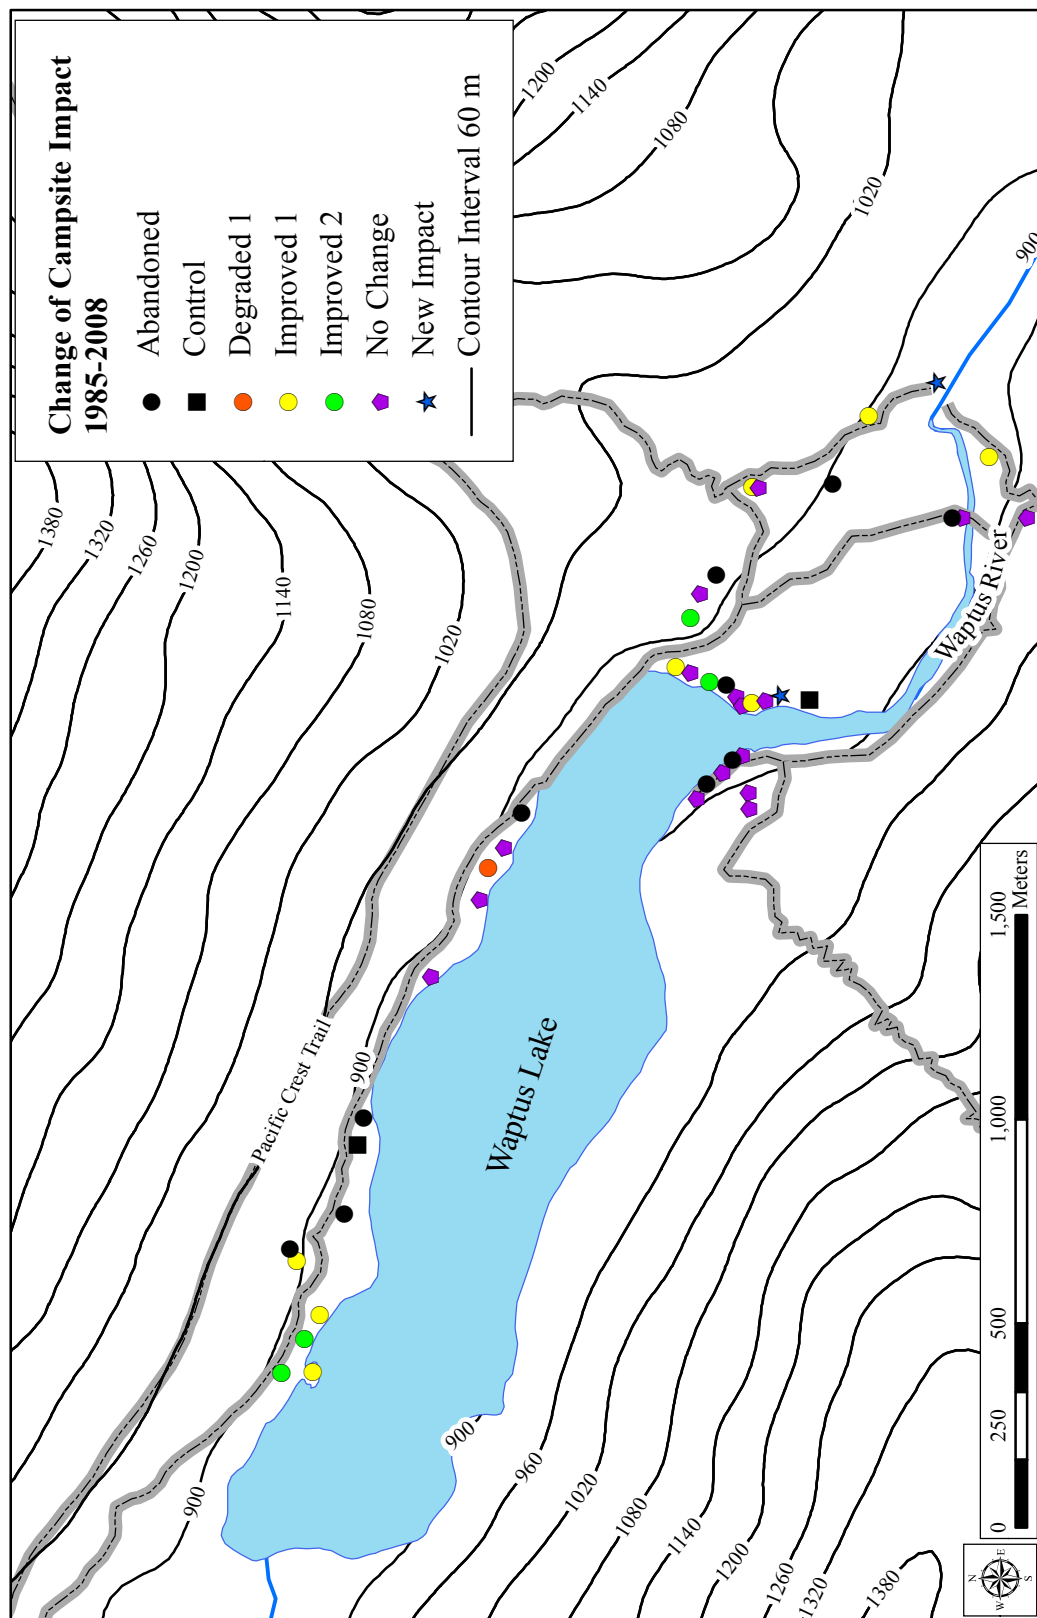 Change of Campsite Impact
1985-2008
Abandoned
Control
Degraded 1
Improved 1
Improved 2
No Change
New Impact
Contour Interval 60 m
1380
1320
1260
1200
1140
1080
1020
1200
1140
1080
1020
900
Pacific Crest Trail
900
900
Waptus Lake
Waptus River
900
960
1020
1080
1140
1200
1260
1320
1380
0 250 500 1,000 1,500
Meters
N
W E
S